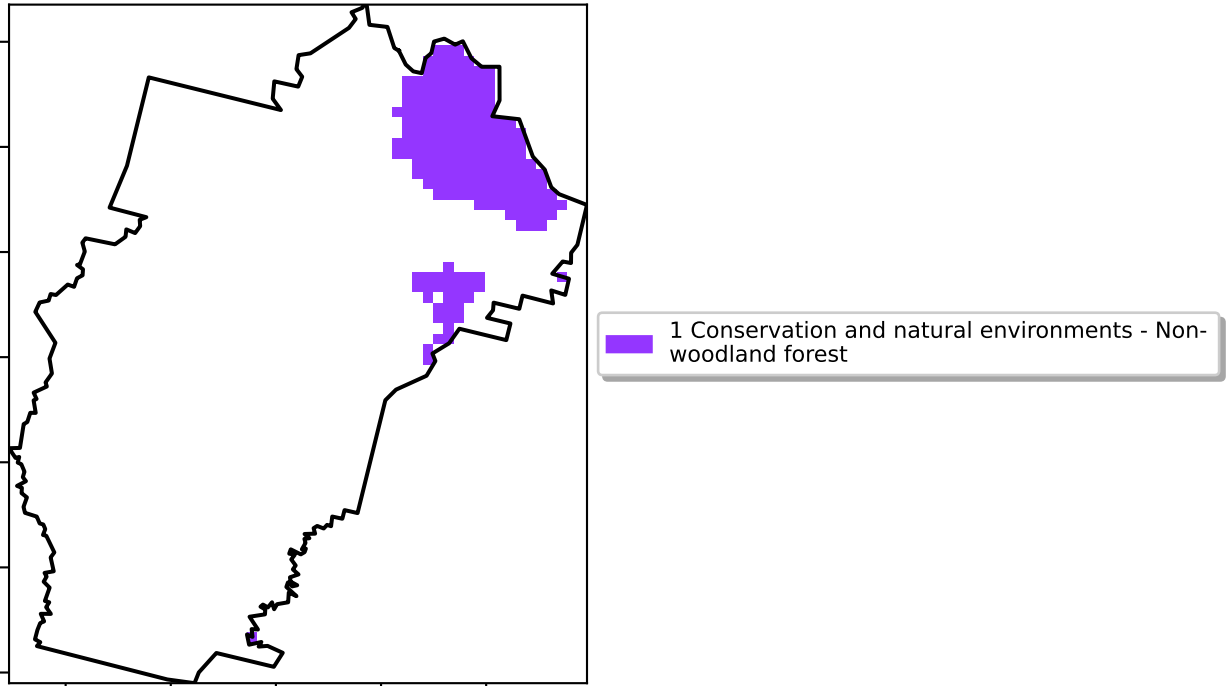 1 Conservation and natural environments - Non-
woodland forest